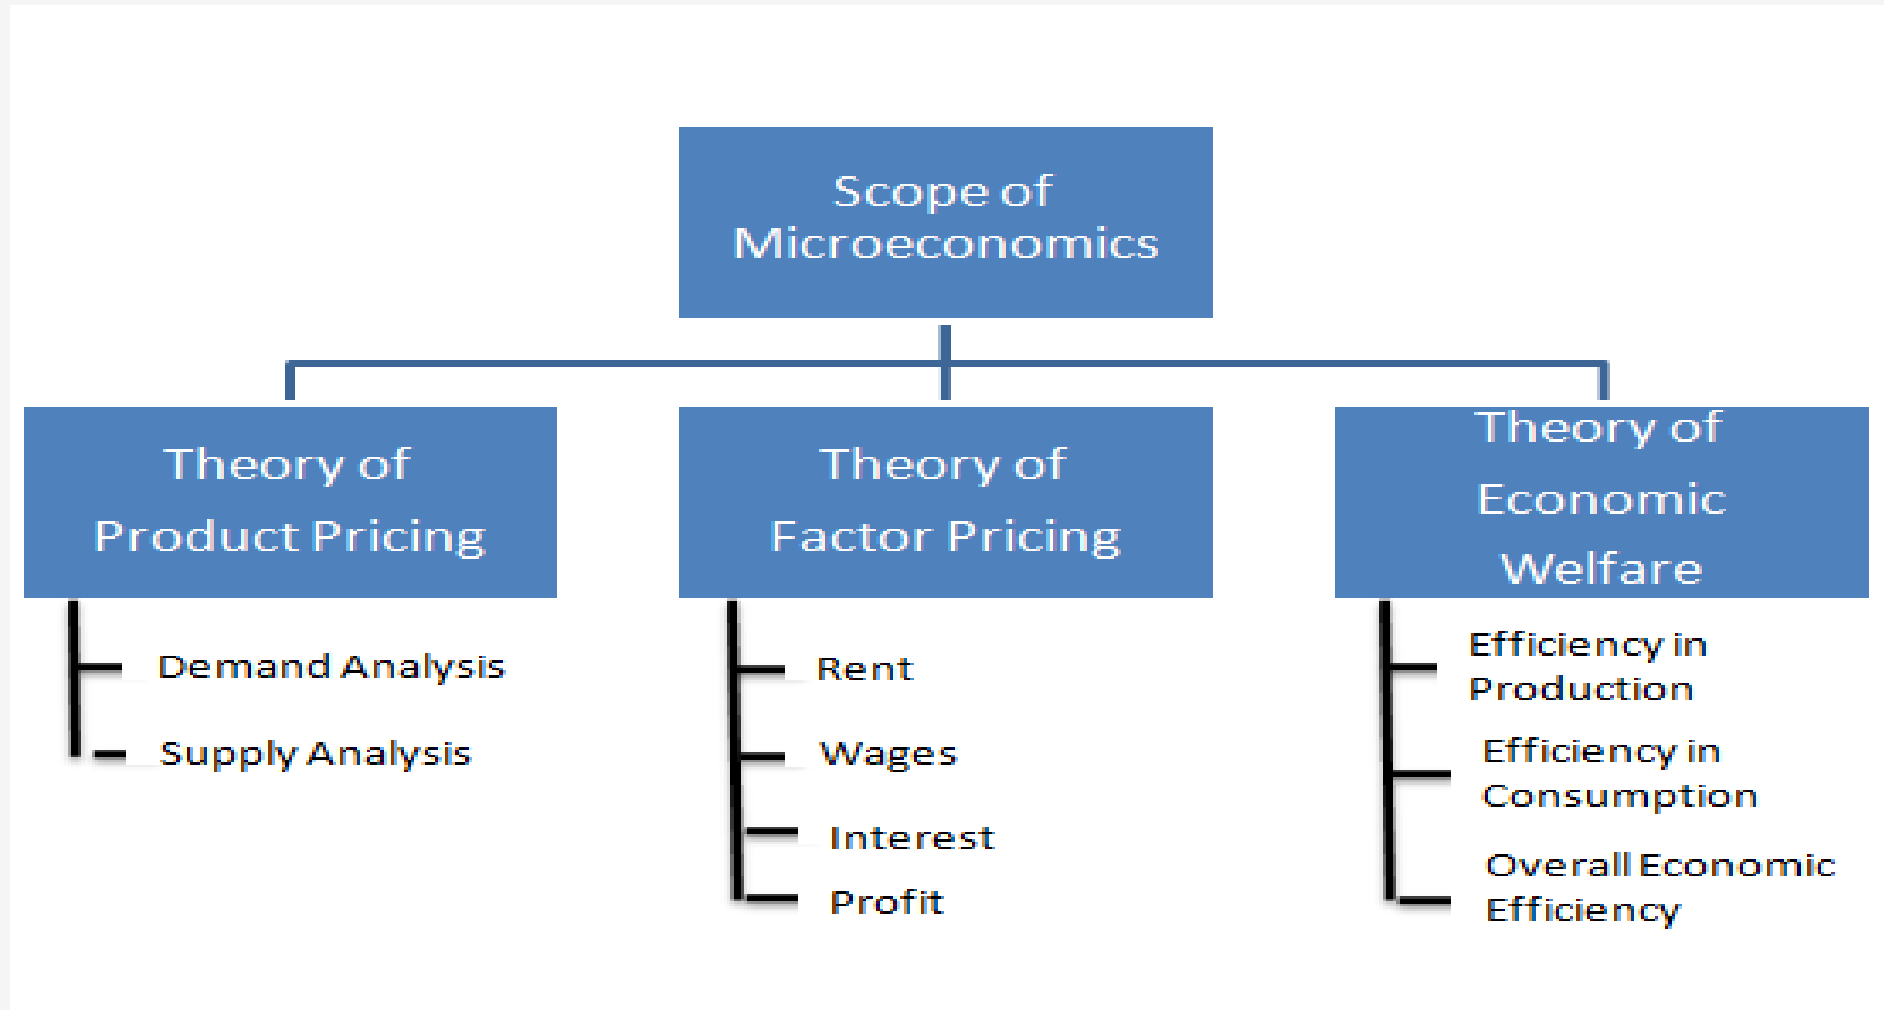 Scope of
Microeconomics
Theory of
Product Pricing
Demand Analysis
Supply Analysis
Theory of
Factor Pricing
Rent
Wages
Interest
Profit
Theory of
Economic
Welfare
Efficiency in
Production
Efficiency in
Consumption
Overall Economic
Efficiency